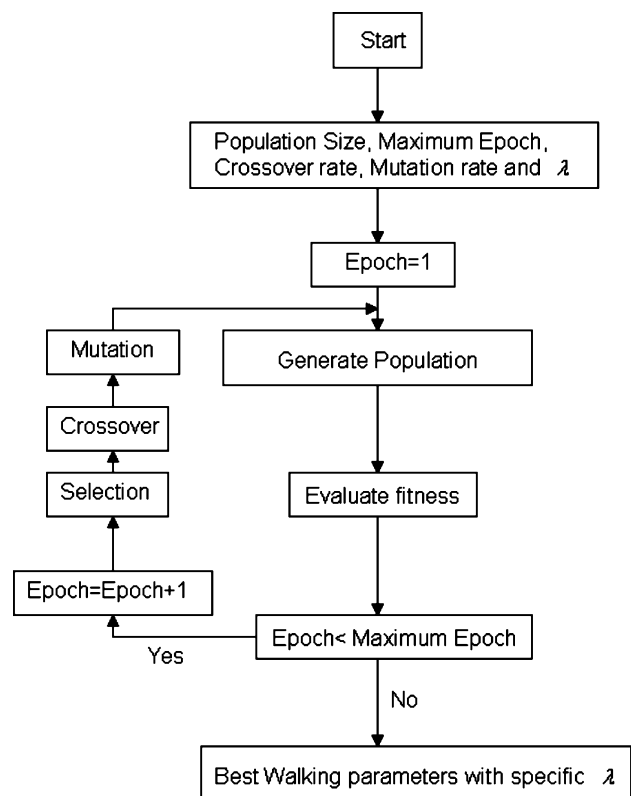 Start
Population Size, Maximum Epoch,
Crossover rate, Mutation rate and λ
Epoch=1
Mutation
Generate Population
Crossover
Selection
Evaluate fitness
Epoch=Epoch+1
Epoch< Maximum Epoch
Yes
No
Best Walking parameters with specific λ